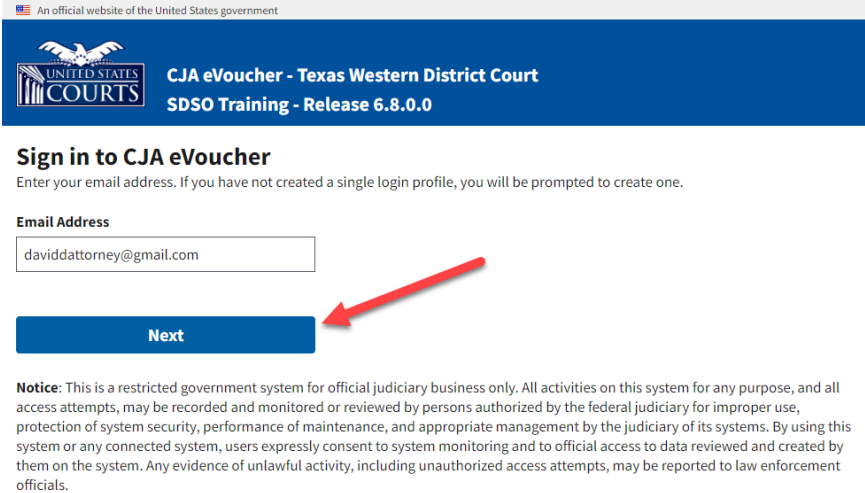 An official website of the United States government
UNITED STATES
COURTS
CJA eVoucher - Texas Western District Court
SDSO Training - Release 6.8.0.0
Sign in to CJA eVoucher
Enter your email address. If you have not created a single login profile, you will be prompted to create one.
Email Address
daviddattorney@gmail.com
Next
Notice: This is a restricted government system for official judiciary business only. All activities on this system for any purpose, and all
access attempts, may be recorded and monitored or reviewed by persons authorized by the federal judiciary for improper use,
protection of system security, performance of maintenance, and appropriate management by the judiciary of its systems. By using this
system or any connected system, users expressly consent to system monitoring and to official access to data reviewed and created by
them on the system. Any evidence of unlawful activity, including unauthorized access attempts, may be reported to law enforcement
officials.